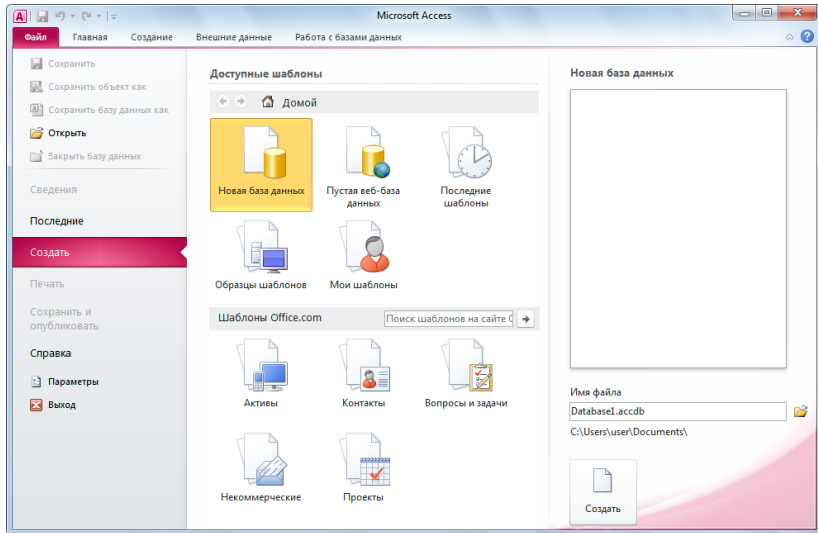 Microsoft Access
Файл Главная Создание Внешние данные Работа с базами данных
Сохранить
Сохранить объект как
Сохранить базу данных как
Открыть
Закрыть базу данных
Сведения
Последние
Создать
Печать
Сохранить и
опубликовать
Справка
Параметры
Выход
Доступные шаблоны
Домой
Новая база данных
Пустая веб-база
данных
Последние
шаблоны
Образцы шаблонов
Мои шаблоны
Шаблоны Office.com
Поиск шаблонов на сайте
Активы
Контакты
Вопросы и задачи
Некоммерческие
Проекты
Новая база данных
Имя файла
Database1.accdb
C:\Users\user\Documents\
Создать